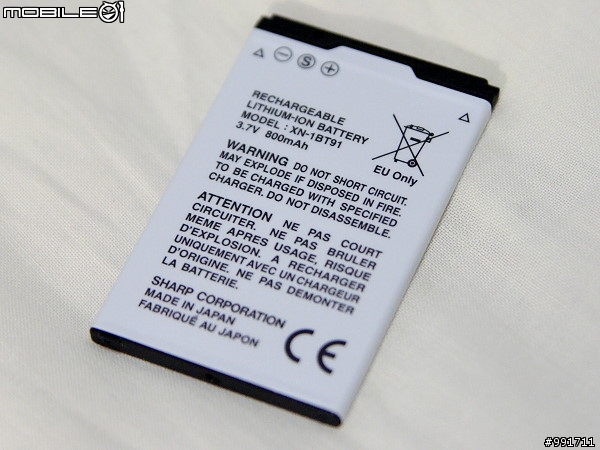 MOBILE01
− S +
RECHARGEABLE
LITHIUM-ION BATTERY
MODEL : XN-1BT91
3.7V 800mAh
EU Only
WARNING DO NOT SHORT CIRCUIT.
MAY EXPLODE IF DISPOSED IN FIRE.
TO BE CHARGED WITH SPECIFIED
CHARGER. DO NOT DISASSEMBLE.
ATTENTION NE PAS COURT
CIRCUITER. NE PAS BRULER
MEME APRES USAGE, RISQUE
D'EXPLOSION. A RECHARGER
UNIQUEMENT AVEC UN CHARGEUR
D'ORIGINE. NE PAS DEMONTER
LA BATTERIE.
SHARP CORPORATION
MADE IN JAPAN
FABRIQUÉ AU JAPON
CE
#991711